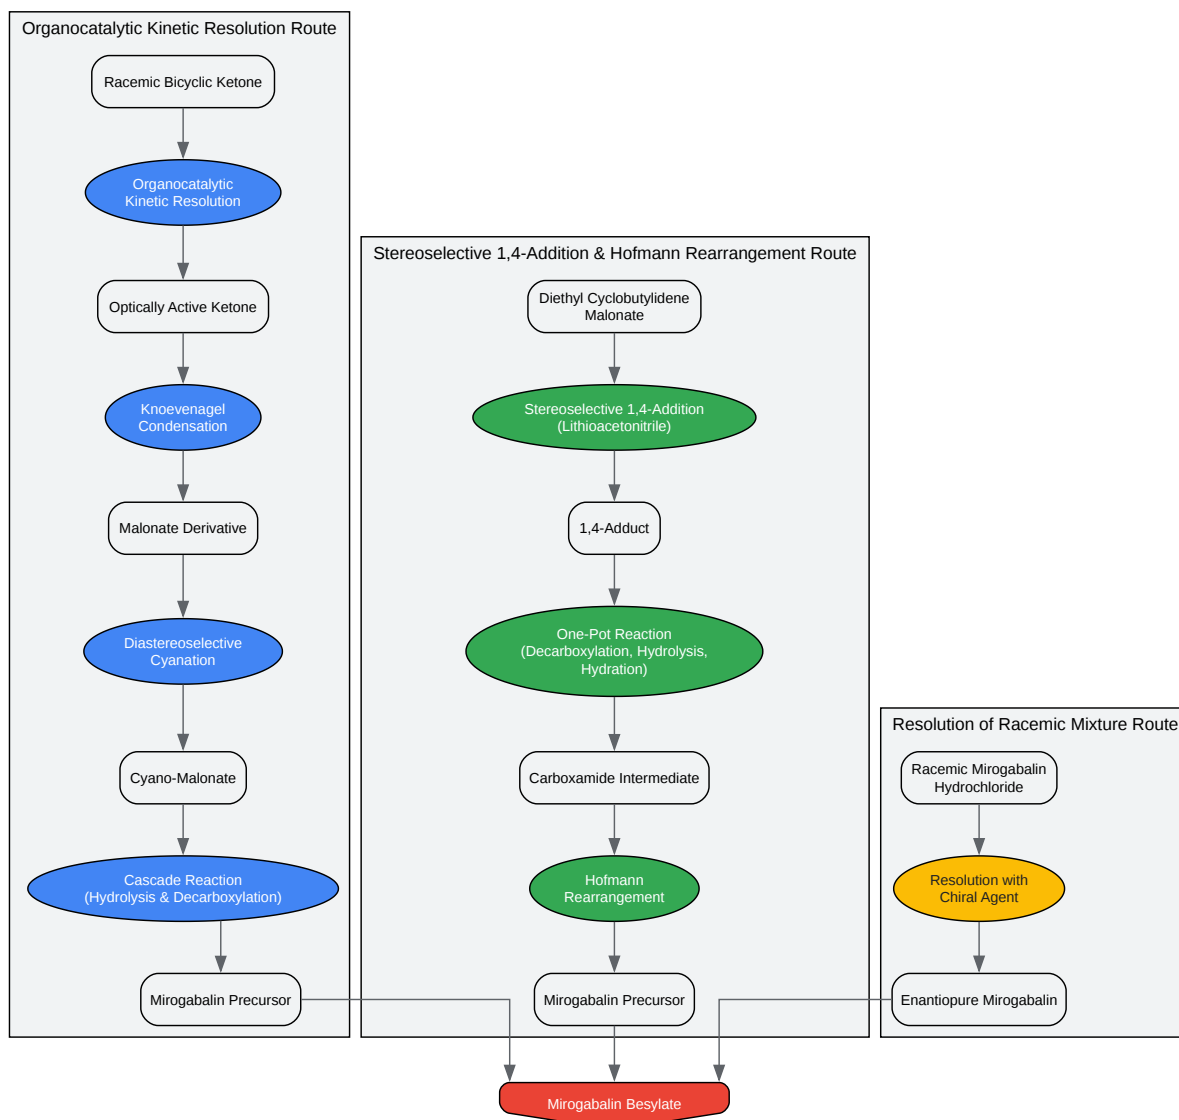 Organocatalytic Kinetic Resolution Route
Racemic Bicyclic Ketone
Organocatalytic
Kinetic Resolution
Optically Active Ketone
Knoevenagel
Condensation
Malonate Derivative
Diastereoselective
Cyanation
Cyano-Malonate
Cascade Reaction
(Hydrolysis & Decarboxylation)
Mirogabalin Precursor
Stereoselective 1,4-Addition & Hofmann Rearrangement Route
Diethyl Cyclobutylidene
Malonate
Stereoselective 1,4-Addition
(Lithioacetonitrile)
1,4-Adduct
One-Pot Reaction
(Decarboxylation, Hydrolysis,
Hydration)
Carboxamide Intermediate
Hofmann
Rearrangement
Mirogabalin Precursor
Resolution of Racemic Mixture Route
Racemic Mirogabalin
Hydrochloride
Resolution with
Chiral Agent
Enantiopure Mirogabalin
Mirogabalin Besylate